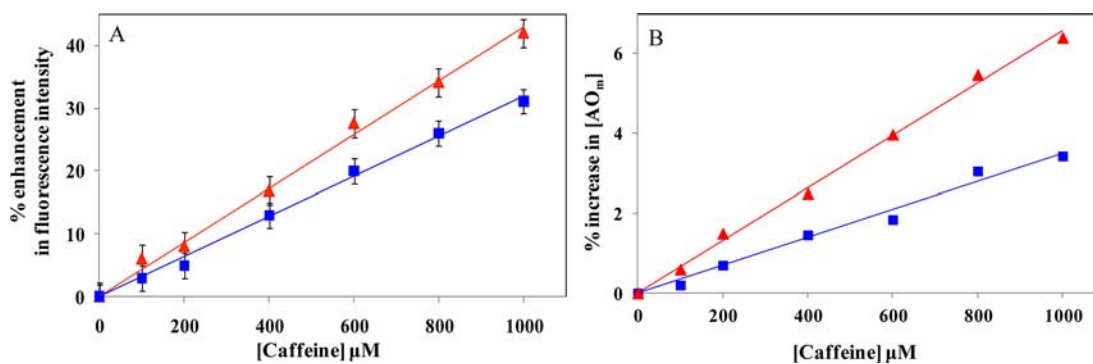 A
% enhancement
in fluorescence intensity
40
30
20
10
0
0 200 400 600 800 1000
[Caffeine] µM
B
% increase in [AOₘ]
6
4
2
0
0 200 400 600 800 1000
[Caffeine] µM